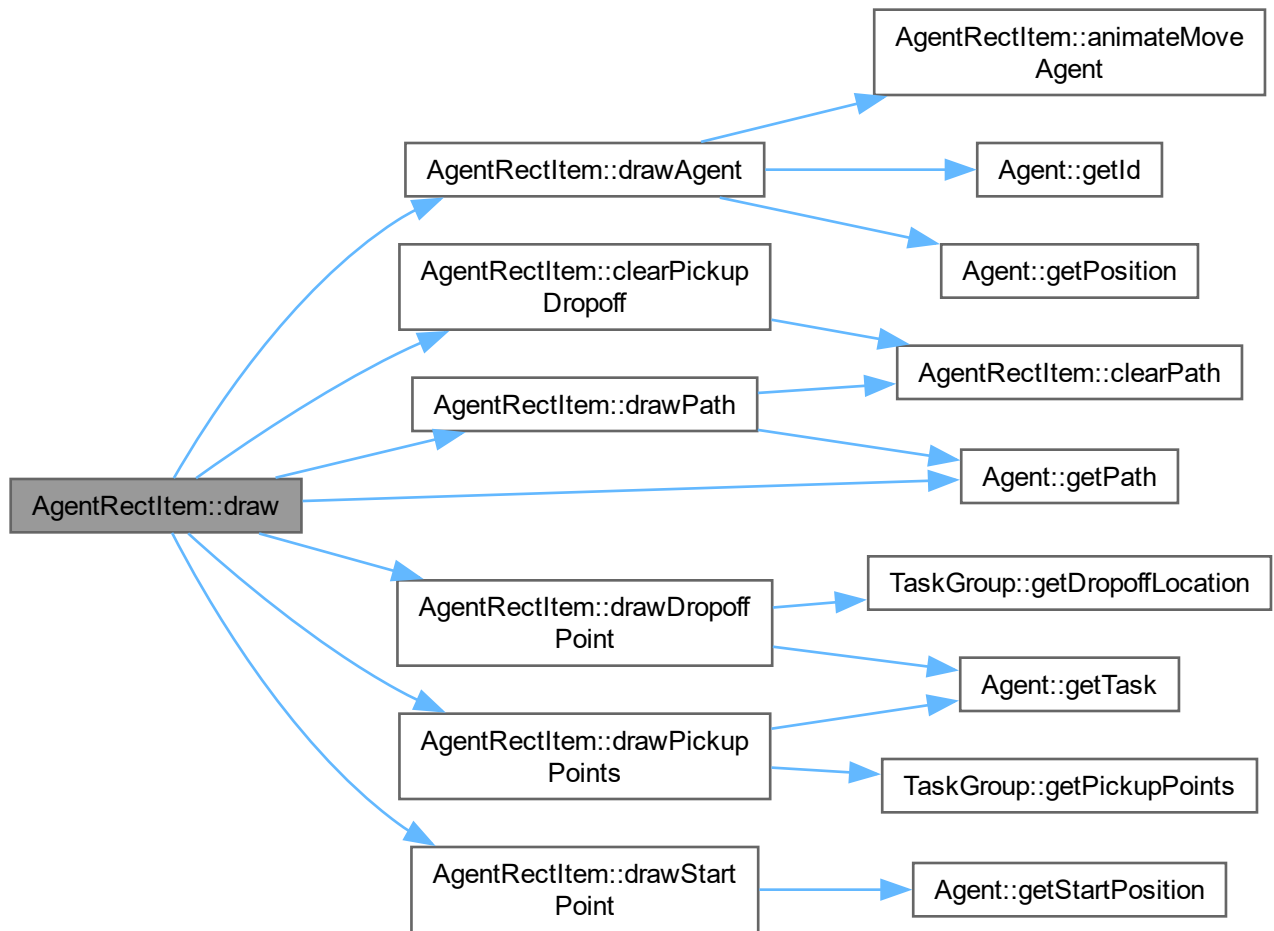 AgentRectItem::draw
AgentRectItem::drawAgent
AgentRectItem::clearPickup
Dropoff
AgentRectItem::drawPath
AgentRectItem::drawDropoff
Point
AgentRectItem::drawPickup
Points
AgentRectItem::drawStart
Point
AgentRectItem::animateMove
Agent
Agent::getId
Agent::getPosition
AgentRectItem::clearPath
Agent::getPath
TaskGroup::getDropoffLocation
Agent::getTask
TaskGroup::getPickupPoints
Agent::getStartPosition